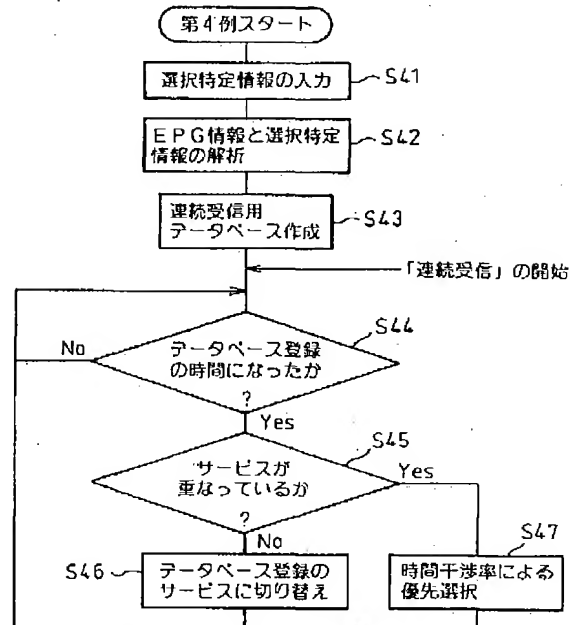 第4例スタート
選択特定情報の入力
S41
EPG情報と選択特定
情報の解析
S42
連続受信用
データベース作成
S43
「連続受信」の開始
S44
No
データベース登録
の時間になったか
?
Yes
S45
サービスが
重なっているか
?
Yes
No
S46
データベース登録の
サービスに切り替え
S47
時間干渉率による
優先選択